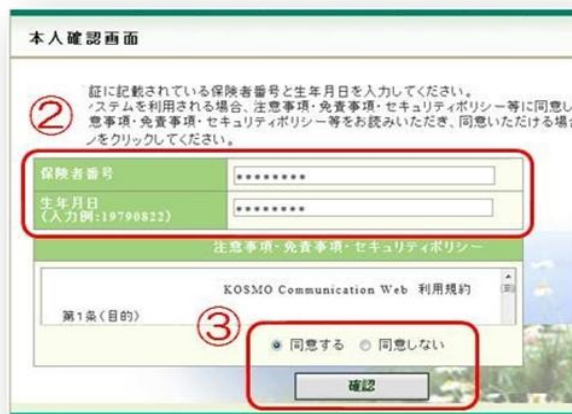 本人確認画面
証に記載されている保険者番号と生年月日を入力してください。
ステムを利用される場合、注意事項・免責事項・セキュリティポリシー等に同意し
意事項・免責事項・セキュリティポリシー等をお読みいただき、同意いただける場合
ンをクリックしてください。
②
保険者番号 ********
生年月日 ********
(入力例:19790822)
注意事項・免責事項・セキュリティポリシー
KOSMO Communication Web 利用規約
第1条(目的)
③
同意する 同意しない
確認